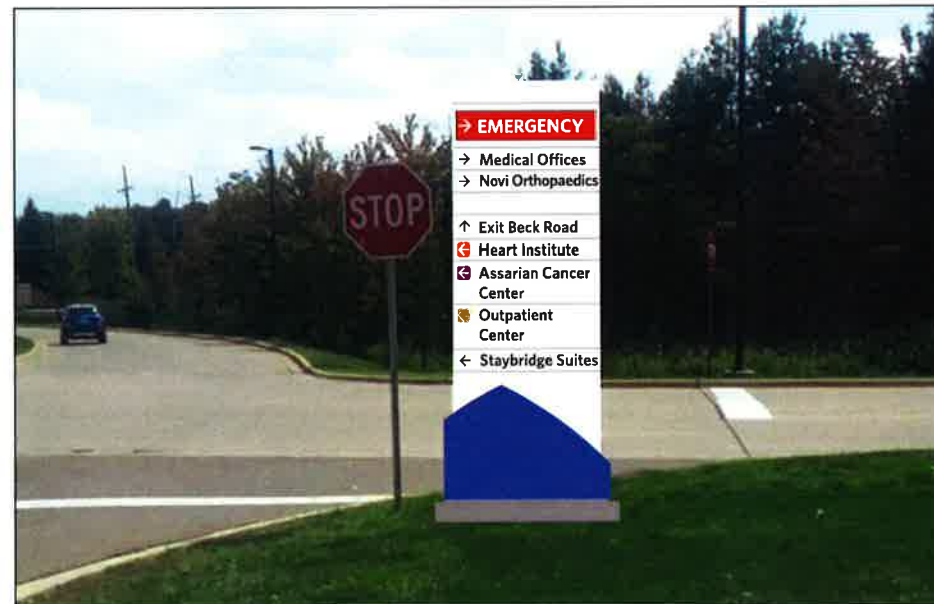 → EMERGENCY
→ Medical Offices
→ Novi Orthopaedics
STOP
↑ Exit Beck Road
← Heart Institute
← Assarian Cancer
Center
Outpatient
Center
← Staybridge Suites